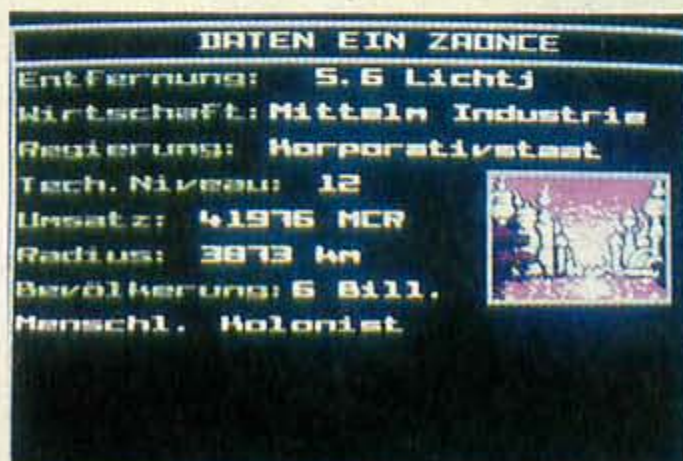 DATEN EIN ZAONCE
Entfernung: 5.6 Lichtj
Wirtschaft: Mittelm Industrie
Regierung: Korporativstaat
Tech.Niveau: 12
Umsatz: 41976 MCR
Radius: 3873 km
Bevölkerung: 6 Bill.
Menschl. Kolonist